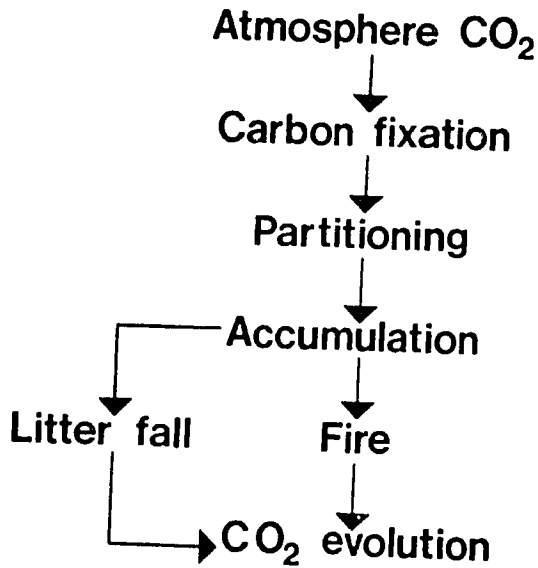 Atmosphere CO₂
Carbon fixation
Partitioning
Accumulation
Litter fall
Fire
CO₂ evolution